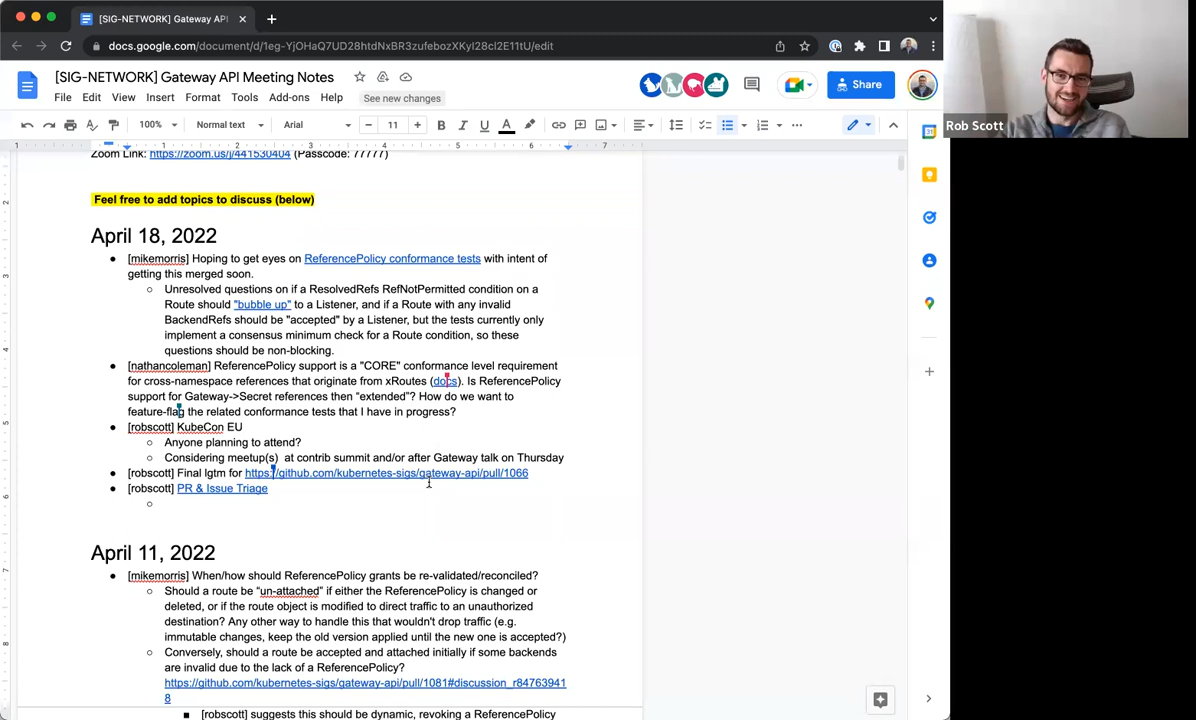 [SIG-NETWORK] Gateway API
docs.google.com/document/d/1eg-YjOHaQ7UD28htdNxBR3zufebozXKyI28cl2E11tU/edit
[SIG-NETWORK] Gateway API Meeting Notes
Share
File Edit View Insert Format Tools Add-ons Help See new changes
100% Normal text Arial 11
Rob Scott
1 1 2 3 4 5 6 7
Zoom Link: https://zoom.us/j/441530404 (Passcode: 77777)
Feel free to add topics to discuss (below)
April 18, 2022
[mikemorris] Hoping to get eyes on ReferencePolicy conformance tests with intent of
getting this merged soon.
Unresolved questions on if a ResolvedRefs RefNotPermitted condition on a
Route should "bubble up" to a Listener, and if a Route with any invalid
BackendRefs should be "accepted" by a Listener, but the tests currently only
implement a consensus minimum check for a Route condition, so these
questions should be non-blocking.
[nathancoleman] ReferencePolicy support is a "CORE" conformance level requirement
for cross-namespace references that originate from xRoutes (docs). Is ReferencePolicy
support for Gateway->Secret references then “extended”? How do we want to
feature-flag the related conformance tests that I have in progress?
[robscott] KubeCon EU
Anyone planning to attend?
Considering meetup(s) at contrib summit and/or after Gateway talk on Thursday
[robscott] Final lgtm for https://github.com/kubernetes-sigs/gateway-api/pull/1066
[robscott] PR & Issue Triage
April 11, 2022
[mikemorris] When/how should ReferencePolicy grants be re-validated/reconciled?
Should a route be “un-attached” if either the ReferencePolicy is changed or
deleted, or if the route object is modified to direct traffic to an unauthorized
destination? Any other way to handle this that wouldn't drop traffic (e.g.
immutable changes, keep the old version applied until the new one is accepted?)
Conversely, should a route be accepted and attached initially if some backends
are invalid due to the lack of a ReferencePolicy?
https://github.com/kubernetes-sigs/gateway-api/pull/1081#discussion_r84763941
8
[robscott] suggests this should be dynamic, revoking a ReferencePolicy